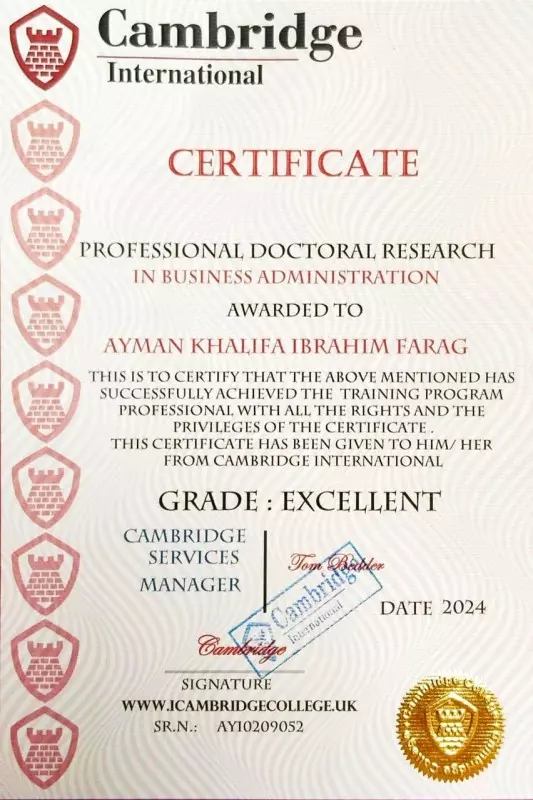 Cambridge
International
CERTIFICATE
PROFESSIONAL DOCTORAL RESEARCH
IN BUSINESS ADMINISTRATION
AWARDED TO
AYMAN KHALIFA IBRAHIM FARAG
THIS IS TO CERTIFY THAT THE ABOVE MENTIONED HAS
SUCCESSFULLY ACHIEVED THE TRAINING PROGRAM
PROFESSIONAL WITH ALL THE RIGHTS AND THE
PRIVILEGES OF THE CERTIFICATE .
THIS CERTIFICATE HAS BEEN GIVEN TO HIM/ HER
FROM CAMBRIDGE INTERNATIONAL
GRADE : EXCELLENT
CAMBRIDGE
SERVICES
MANAGER
Tom Bedder
Cambridge
International
DATE 2024
Cambridge
SIGNATURE
WWW.ICAMBRIDGECOLLEGE.UK
SR.N.: AY10209052